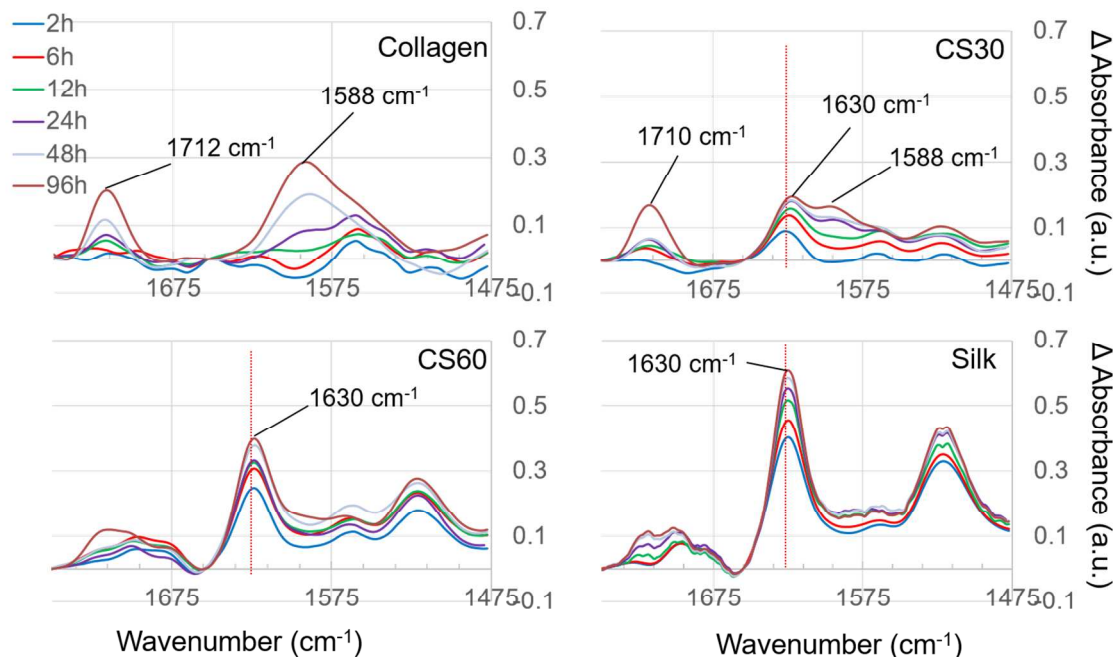 2h
6h
12h
24h
48h
96h
Collagen
1712 cm-1
1588 cm-1
1675
1575
1475
0.7
0.5
0.3
0.1
-0.1
CS30
1710 cm-1
1630 cm-1
1588 cm-1
1675
1575
1475
0.7
0.5
0.3
0.1
-0.1
Δ Absorbance (a.u.)
CS60
1630 cm-1
1675
1575
1475
0.7
0.5
0.3
0.1
-0.1
Wavenumber (cm-1)
Silk
1630 cm-1
1675
1575
1475
0.7
0.5
0.3
0.1
-0.1
Δ Absorbance (a.u.)
Wavenumber (cm-1)